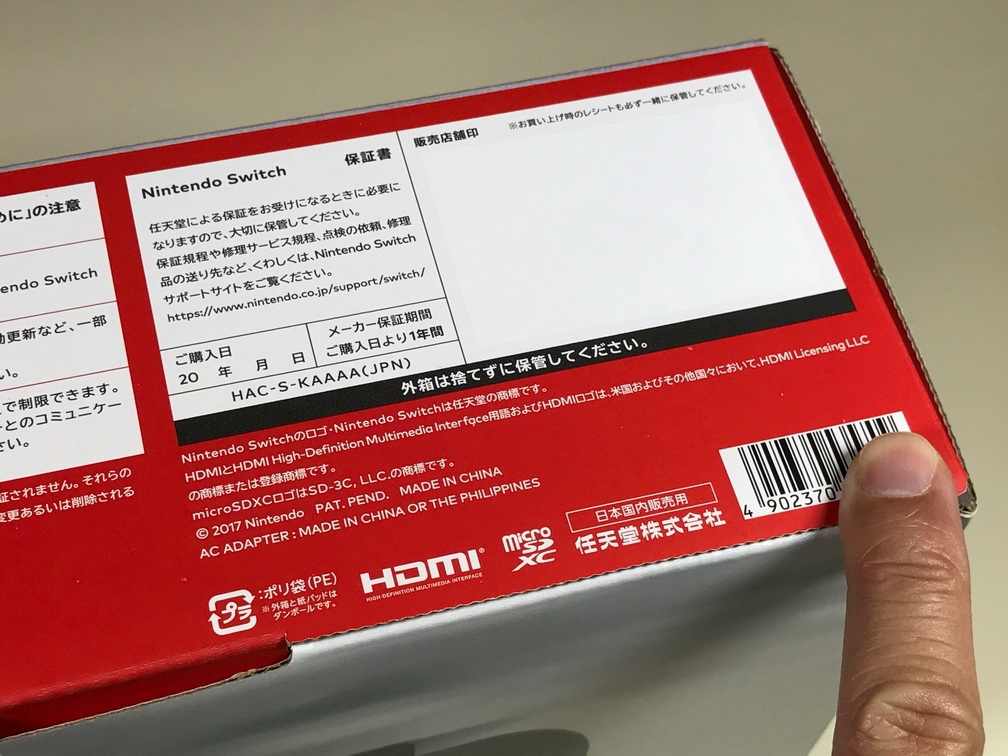 めに」の注意
endo Switch
動更新など、一部
い。
で制限できます。
ーとのコミュニケー
さい。
証されません。それらの
変更あるいは削除される
Nintendo Switch 保証書
任天堂による保証をお受けになるときに必要に
なりますので、大切に保管してください。
保証規程や修理サービス規程、点検の依頼、修理
品の送り先など、くわしくは、Nintendo Switch
サポートサイトをご覧ください。
https://www.nintendo.co.jp/support/switch/
ご購入日
20 年 月 日
メーカー保証期間
ご購入日より1年間
HAC-S-KAAAA(JPN)
販売店舗印 ※お買い上げ時のレシートも必ず一緒に保管してください。
外箱は捨てずに保管してください。
Nintendo Switchのロゴ・Nintendo Switchは任天堂の商標です。
HDMIとHDMI High-Definition Multimedia Interface用語およびHDMIロゴは、米国およびその他国々において、HDMI Licensing LLC
の商標または登録商標です。
microSDXCロゴはSD-3C, LLC.の商標です。
© 2017 Nintendo PAT. PEND. MADE IN CHINA
AC ADAPTER : MADE IN CHINA OR THE PHILIPPINES
プラ
:ポリ袋(PE)
※外箱と紙パッドは
ダンボールです。
HDMI®
HIGH-DEFINITION MULTIMEDIA INTERFACE
micro
SD
XC
日本国内販売用
任天堂株式会社
4 902370